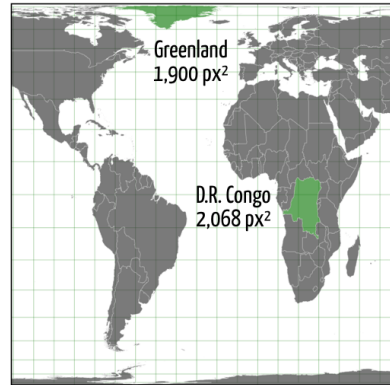 Greenland
1,900 px²
D.R. Congo
2,068 px²